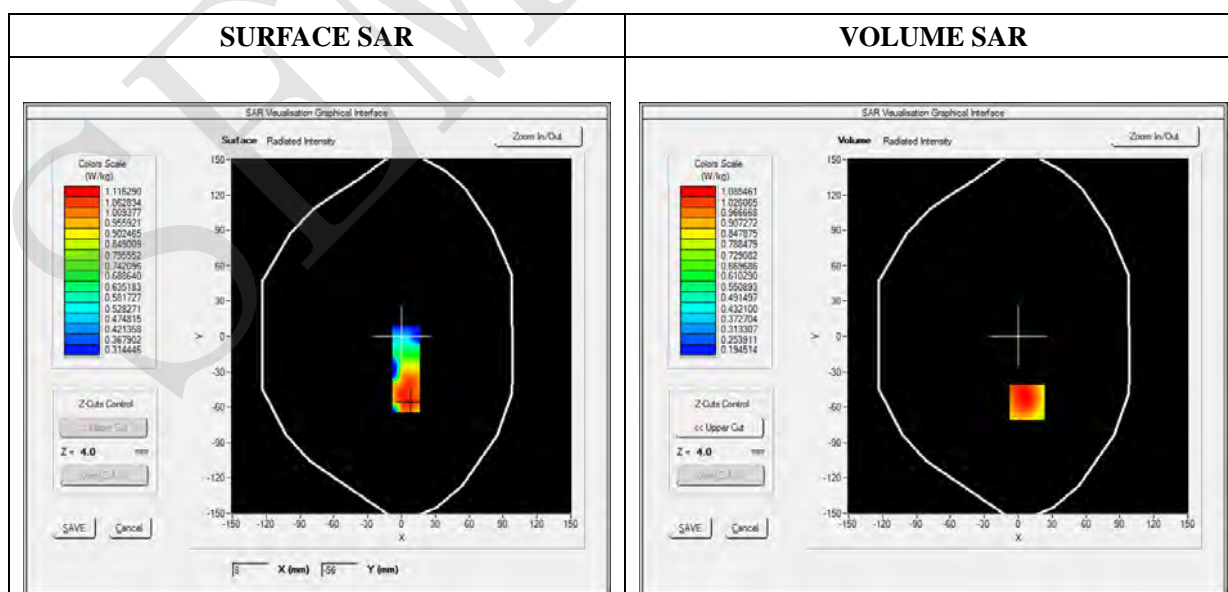 SURFACE SAR
VOLUME SAR
SAR Visualisation Graphical Interface
Surface Radiated Intensity
Zoom In/Out
Colors Scale
(W/kg)
1.116290
1.062834
1.009377
0.955921
0.902465
0.849009
0.795552
0.742096
0.688640
0.635183
0.581727
0.528271
0.474815
0.421358
0.367902
0.314446
150
120
90
60
30
Y 0
-30
-60
-90
-120
-150
-150 -120 -90 -60 -30 0 30 60 90 120 150
X
Z-Cuts Control
<< Upper Cut
Z = 4.0 mm
SAVE Cancel
8 X (mm) -56 Y (mm)
SAR Visualisation Graphical Interface
Volume Radiated Intensity
Zoom In/Out
Colors Scale
(W/kg)
1.085461
1.026065
0.966668
0.907272
0.847875
0.788479
0.729082
0.669686
0.610290
0.550893
0.491497
0.432100
0.372704
0.313307
0.253911
0.194514
150
120
90
60
30
Y 0
-30
-60
-90
-120
-150
-150 -120 -90 -60 -30 0 30 60 90 120 150
X
Z-Cuts Control
<< Upper Cut
Z = 4.0 mm
SAVE Cancel